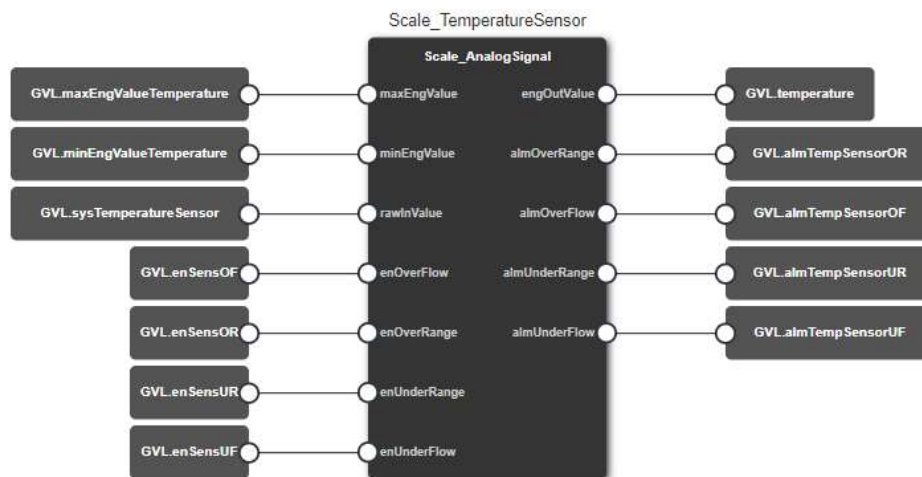 Scale_TemperatureSensor
Scale_AnalogSignal
GVL.maxEngValueTemperature maxEngValue engOutValue GVL.temperature
GVL.minEngValueTemperature minEngValue almOverRange GVL.almTempSensorOR
GVL.sysTemperatureSensor rawInValue almOverFlow GVL.almTempSensorOF
GVL.enSensOF enOverFlow almUnderRange GVL.almTempSensorUR
GVL.enSensOR enOverRange almUnderFlow GVL.almTempSensorUF
GVL.enSensUR enUnderRange
GVL.enSensUF enUnderFlow